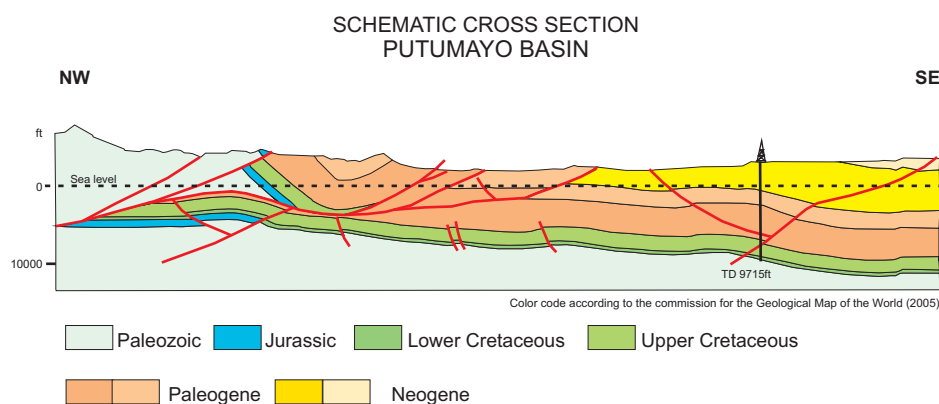 SCHEMATIC CROSS SECTION
PUTUMAYO BASIN
NW
SE
ft
Sea level
0
10000
TD 9715ft
Color code according to the commission for the Geological Map of the World (2005)
Paleozoic
Jurassic
Lower Cretaceous
Upper Cretaceous
Paleogene
Neogene